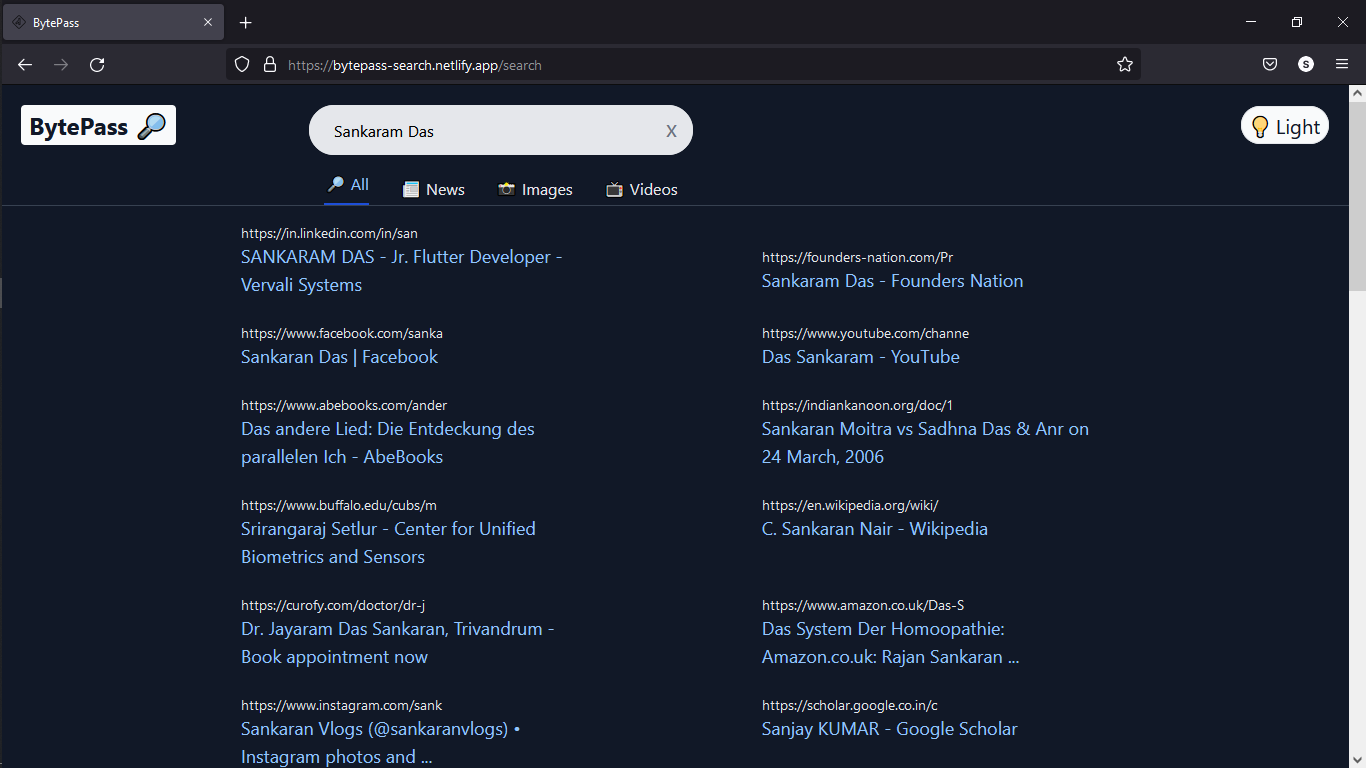 BytePass
https://bytepass-search.netlify.app/search
S
BytePass
Sankaram Das
X
Light
All
News
Images
Videos
https://in.linkedin.com/in/san
SANKARAM DAS - Jr. Flutter Developer -
Vervali Systems
https://founders-nation.com/Pr
Sankaram Das - Founders Nation
https://www.facebook.com/sanka
Sankaran Das | Facebook
https://www.youtube.com/channe
Das Sankaram - YouTube
https://www.abebooks.com/ander
Das andere Lied: Die Entdeckung des
parallelen Ich - AbeBooks
https://indiankanoon.org/doc/1
Sankaran Moitra vs Sadhna Das & Anr on
24 March, 2006
https://www.buffalo.edu/cubs/m
Srirangaraj Setlur - Center for Unified
Biometrics and Sensors
https://en.wikipedia.org/wiki/
C. Sankaran Nair - Wikipedia
https://curofy.com/doctor/dr-j
Dr. Jayaram Das Sankaran, Trivandrum -
Book appointment now
https://www.amazon.co.uk/Das-S
Das System Der Homoopathie:
Amazon.co.uk: Rajan Sankaran ...
https://www.instagram.com/sank
Sankaran Vlogs (@sankaranvlogs) •
Instagram photos and ...
https://scholar.google.co.in/c
Sanjay KUMAR - Google Scholar